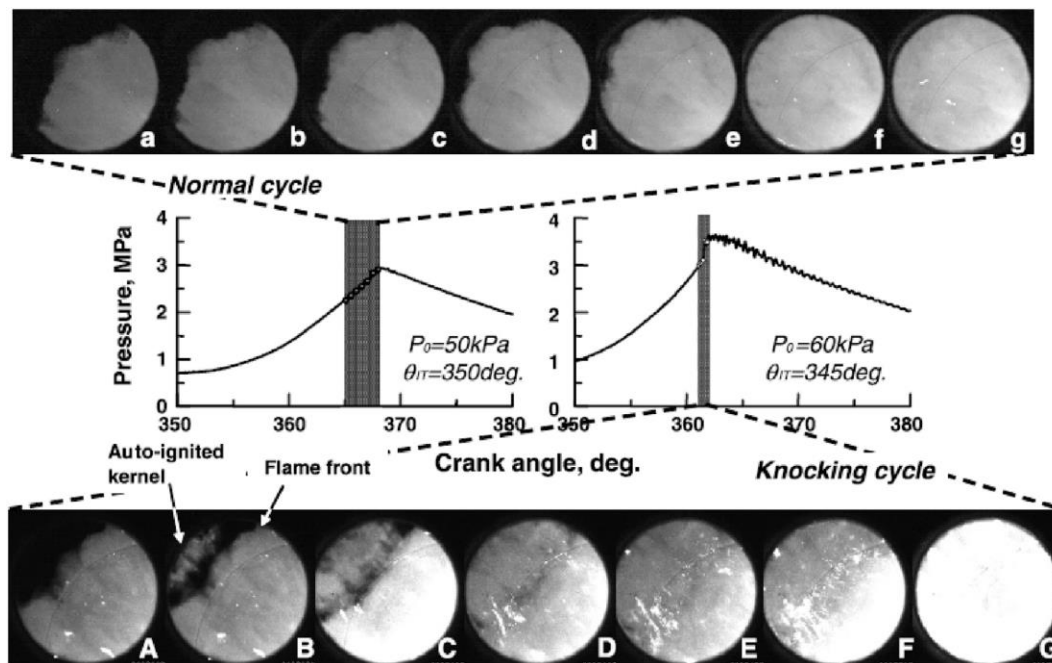 a b c d e f g
Normal cycle
Pressure, MPa
4
3
2
1
0
350 360 370 380
P₀=50kPa
θIT=350deg.
4
3
2
1
0
350 360 370 380
P₀=60kPa
θIT=345deg.
Crank angle, deg.
Auto-ignited
kernel
Flame front
Knocking cycle
A B C D E F G